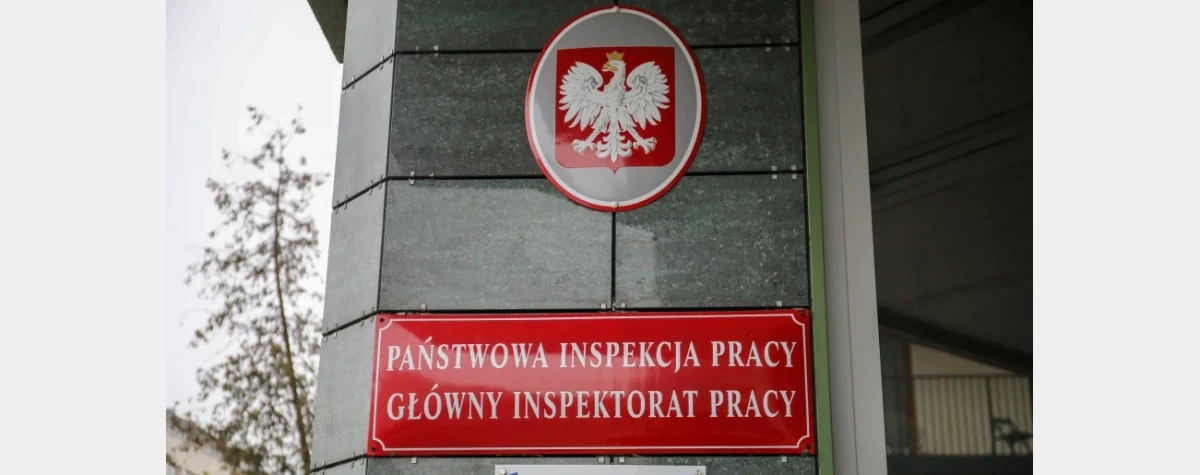 PAŃSTWOWA INSPEKCJA PRACY
GŁÓWNY INSPEKTORAT PRACY